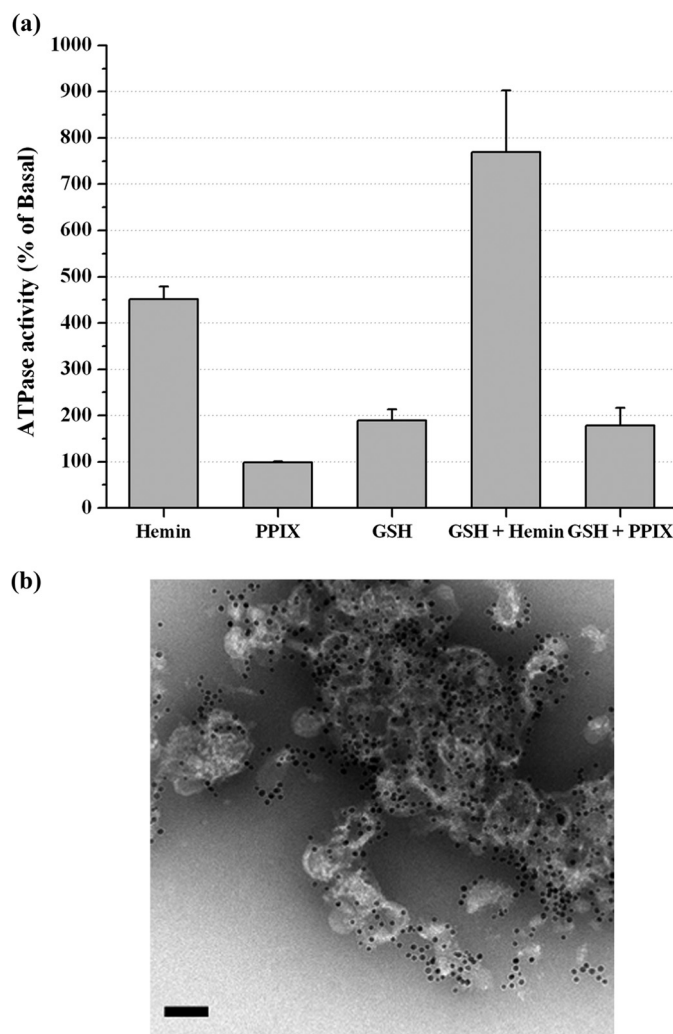 (a)
1000
900
800
700
600
500
400
300
200
100
0
ATPase activity (% of Basal)
Hemin PPIX GSH GSH + Hemin GSH + PPIX
(b)